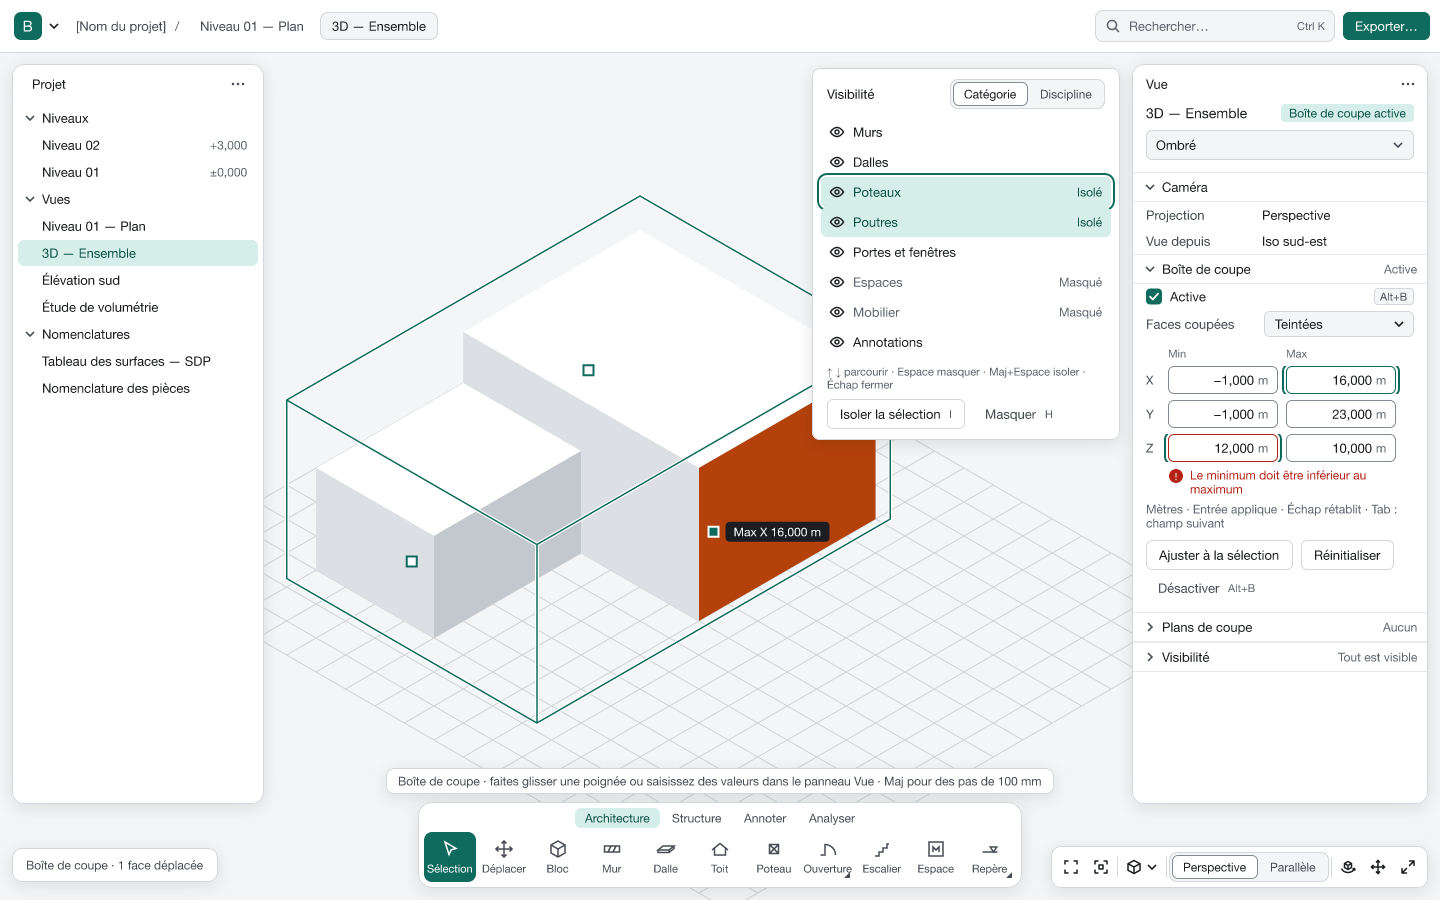 B
[Nom du projet] /
Niveau 01 — Plan
3D — Ensemble
Rechercher…
Ctrl K
Exporter…
Projet
Niveaux
Niveau 02
+3,000
Niveau 01
±0,000
Vues
Niveau 01 — Plan
3D — Ensemble
Élévation sud
Étude de volumétrie
Nomenclatures
Tableau des surfaces — SDP
Nomenclature des pièces
Visibilité
Catégorie
Discipline
Murs
Dalles
Poteaux
Isolé
Poutres
Isolé
Portes et fenêtres
Espaces
Masqué
Mobilier
Masqué
Annotations
↑ ↓ parcourir · Espace masquer · Maj+Espace isoler ·
Échap fermer
Isoler la sélection I
Masquer H
Max X 16,000 m
Vue
3D — Ensemble
Boîte de coupe active
Ombré
Caméra
Projection
Perspective
Vue depuis
Iso sud-est
Boîte de coupe
Active
Active
Alt+B
Faces coupées
Teintées
Min
Max
X
−1,000 m
16,000 m
Y
−1,000 m
23,000 m
Z
12,000 m
10,000 m
Le minimum doit être inférieur au
maximum
Mètres · Entrée applique · Échap rétablit · Tab :
champ suivant
Ajuster à la sélection
Réinitialiser
Désactiver Alt+B
Plans de coupe
Aucun
Visibilité
Tout est visible
Boîte de coupe · faites glisser une poignée ou saisissez des valeurs dans le panneau Vue · Maj pour des pas de 100 mm
Architecture
Structure
Annoter
Analyser
Sélection
Déplacer
Bloc
Mur
Dalle
Toit
Poteau
Ouverture
Escalier
Espace
Repère
Boîte de coupe · 1 face déplacée
Perspective
Parallèle